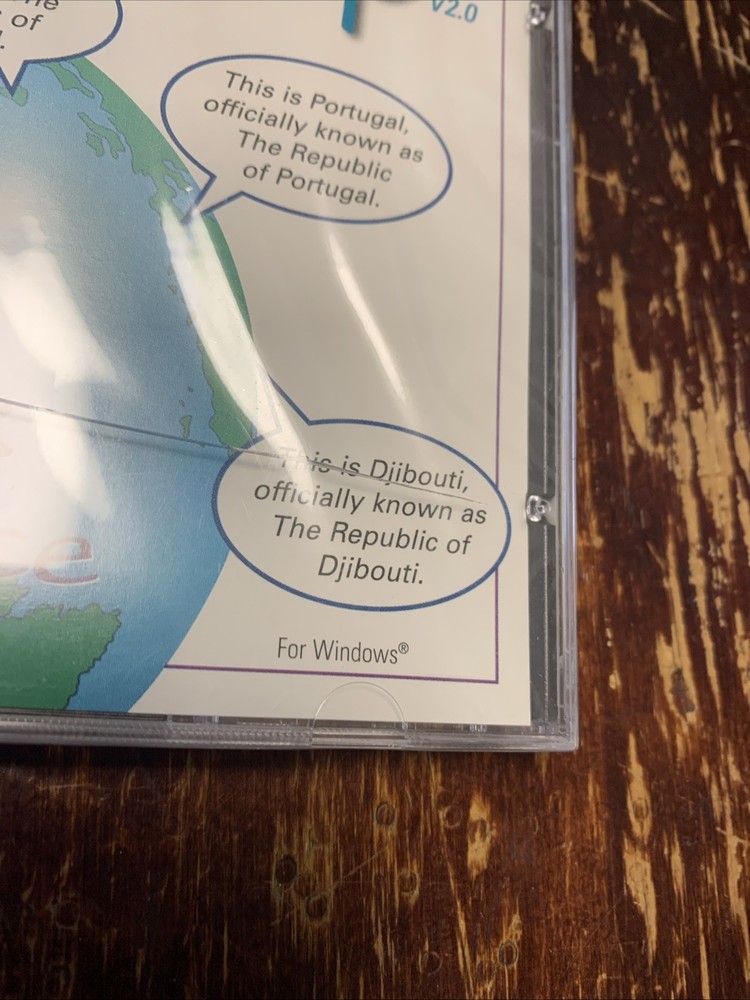 of
v2.0
This is Portugal,
officially known as
The Republic
of Portugal.
This is Djibouti,
officially known as
The Republic of
Djibouti.
For Windows®